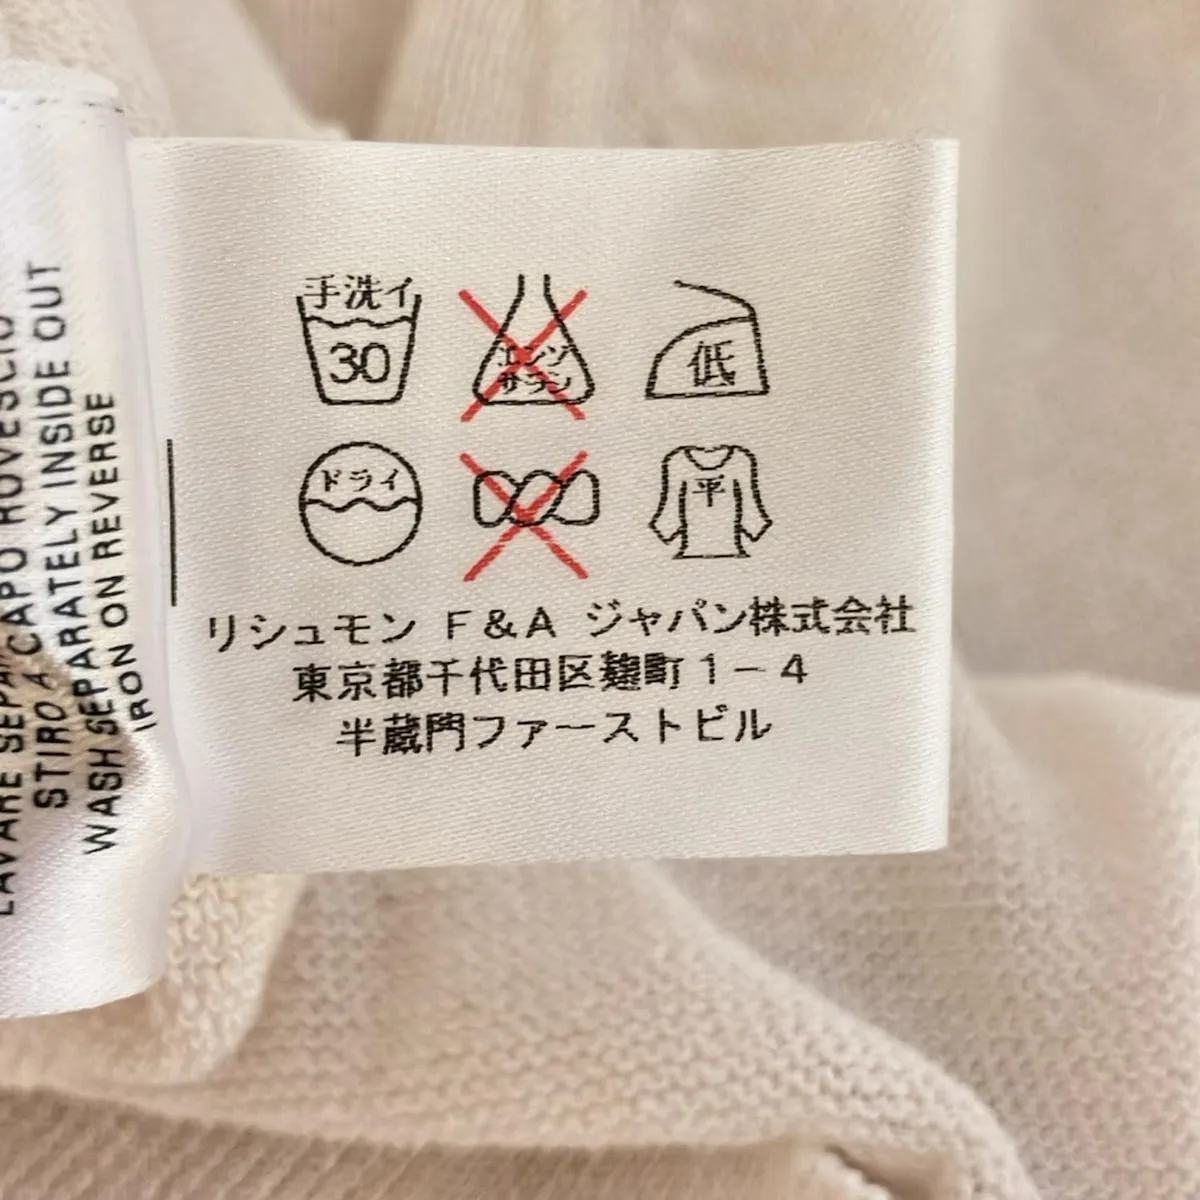 手洗イ
30
エンソ
サラシ
低
ドライ
平
リシュモン F&A ジャパン株式会社
東京都千代田区麹町1-4
半蔵門ファーストビル
LAVARE SEPA
CAPO ROVESCIO
STIRO A
WASH SEPARATELY INSIDE OUT
IRON ON REVERSE